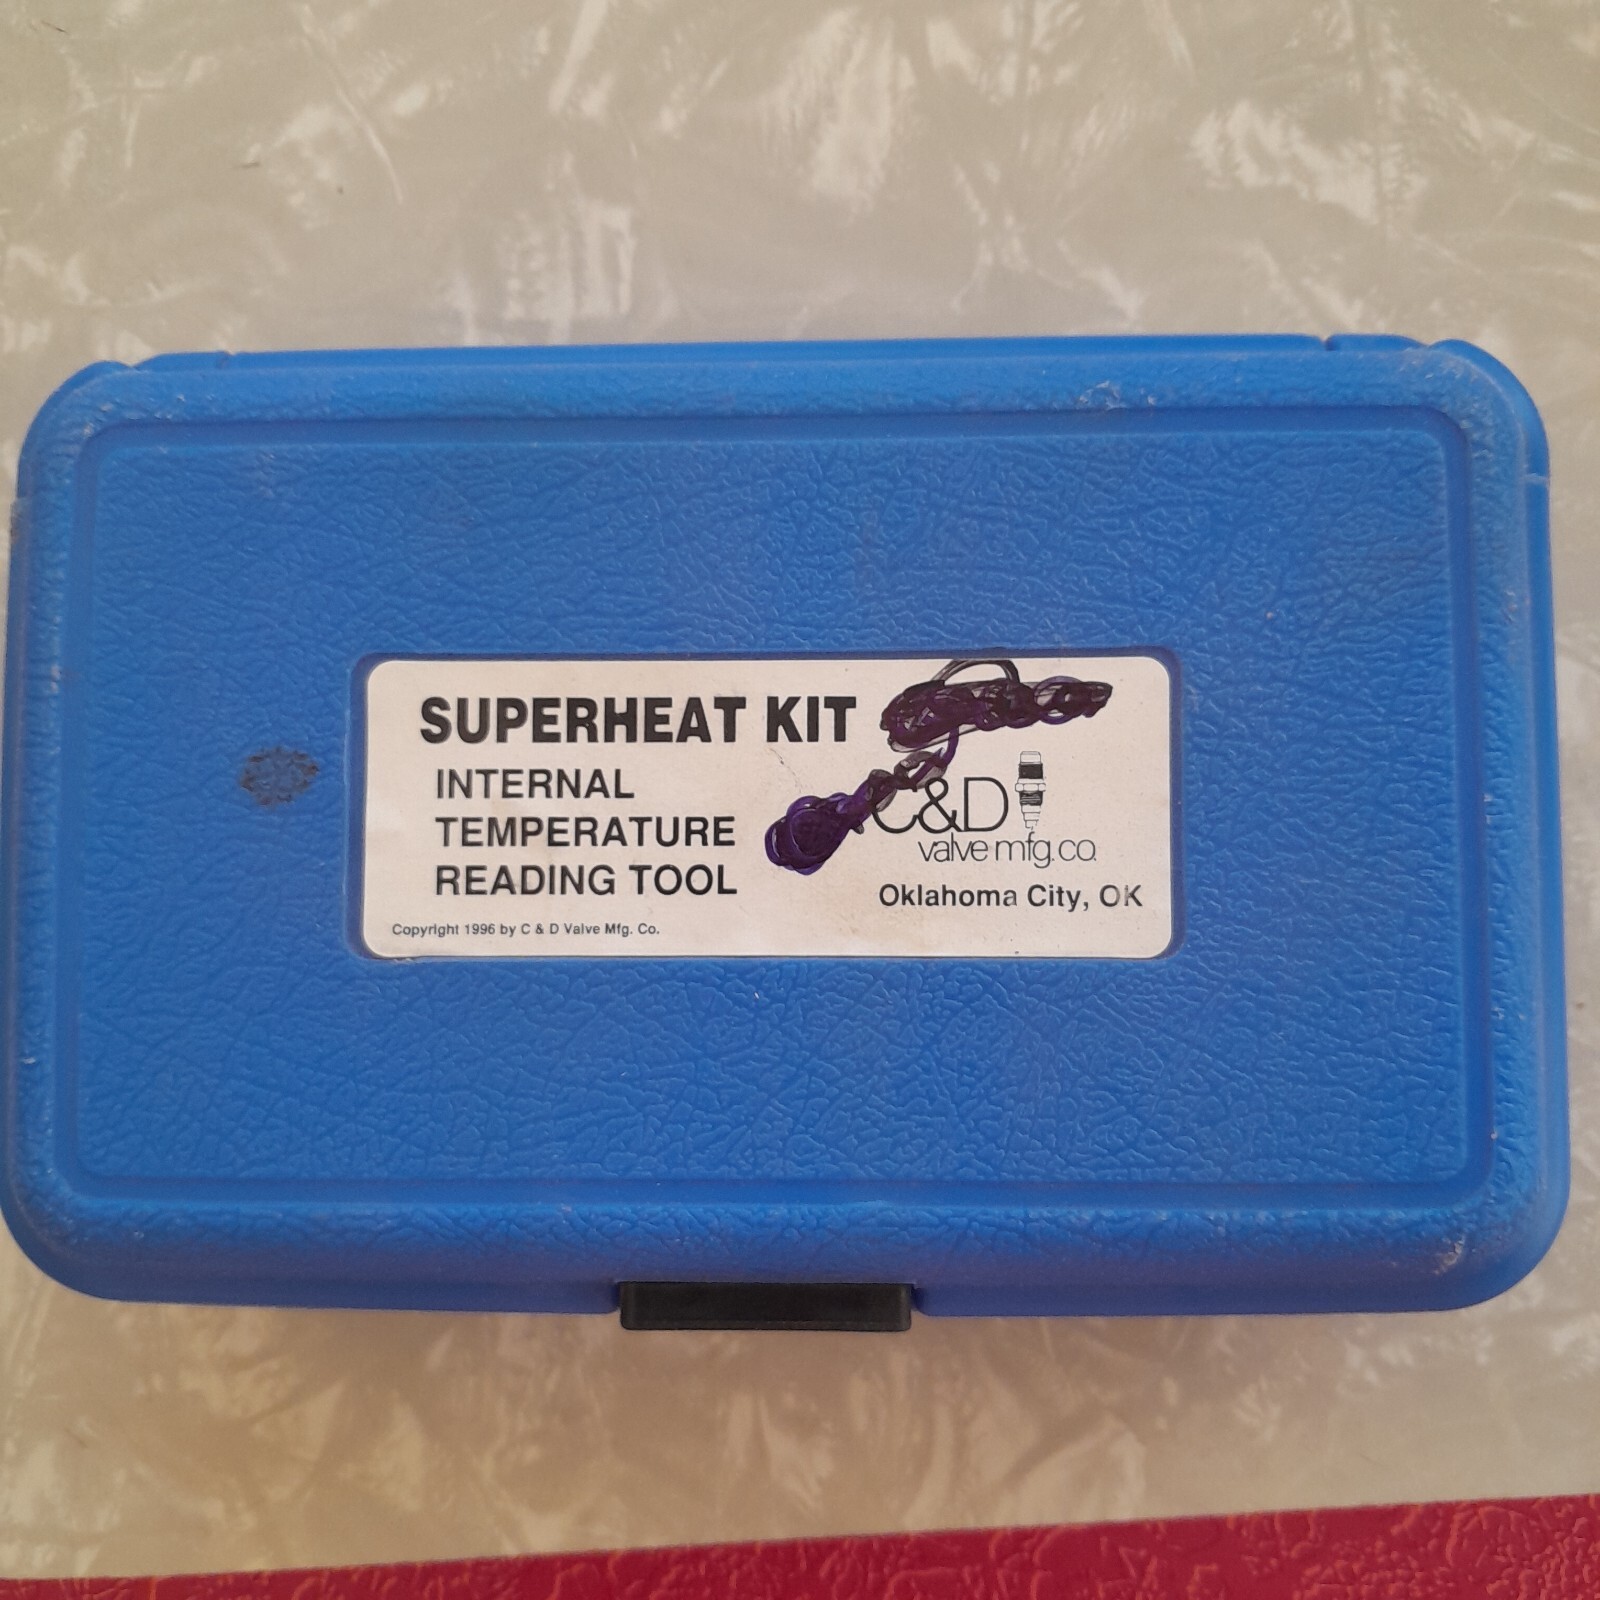 SUPERHEAT KIT
INTERNAL
TEMPERATURE
READING TOOL
Copyright 1996 by C & D Valve Mfg. Co.
C&D
valve mfg. co.
Oklahoma City, OK